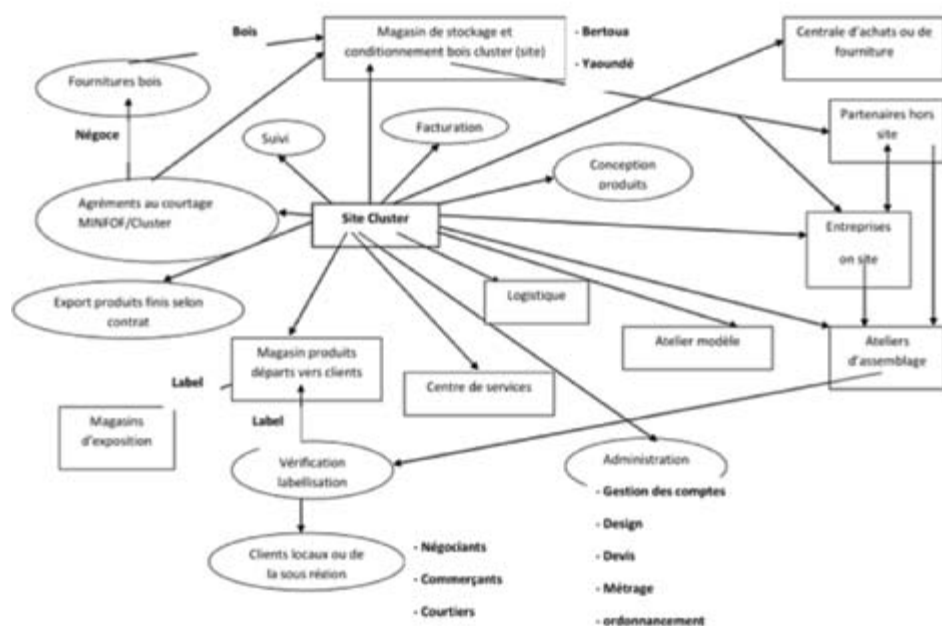 Bois
Magasin de stockage et
conditionnement bois cluster (site)
- Bertoua
- Yaoundé
Centrale d'achats ou de
fourniture
Fournitures bois
Négoce
Suivi
Facturation
Partenaires hors
site
Conception
produits
Agréments au courtage
MINFOF/Cluster
Site Cluster
Entreprises
on site
Export produits finis selon
contrat
Logistique
Magasin produits
départs vers clients
Atelier modèle
Ateliers
d'assemblage
Label
Centre de services
Magasins
d'exposition
Label
Vérification
labellisation
Administration
- Gestion des comptes
- Design
- Devis
- Métrage
- ordonnancement
Clients locaux ou de
la sous région
- Négociants
- Commerçants
- Courtiers